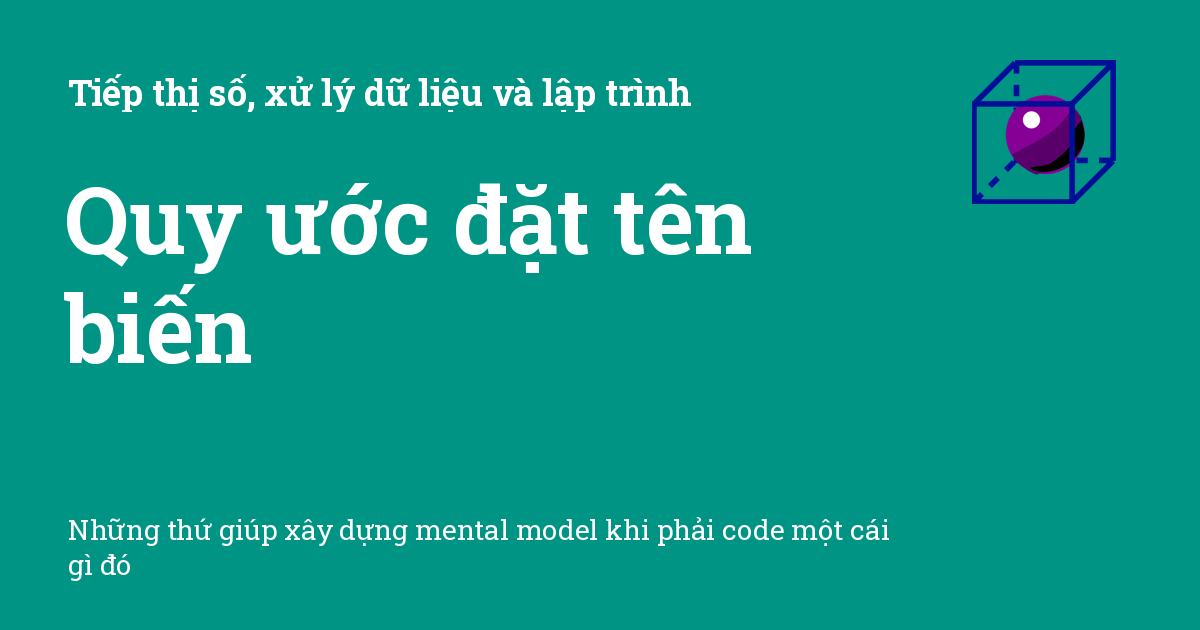 Tiếp thị số, xử lý dữ liệu và lập trình
Quy ước đặt tên
biến
Những thứ giúp xây dựng mental model khi phải code một cái
gì đó